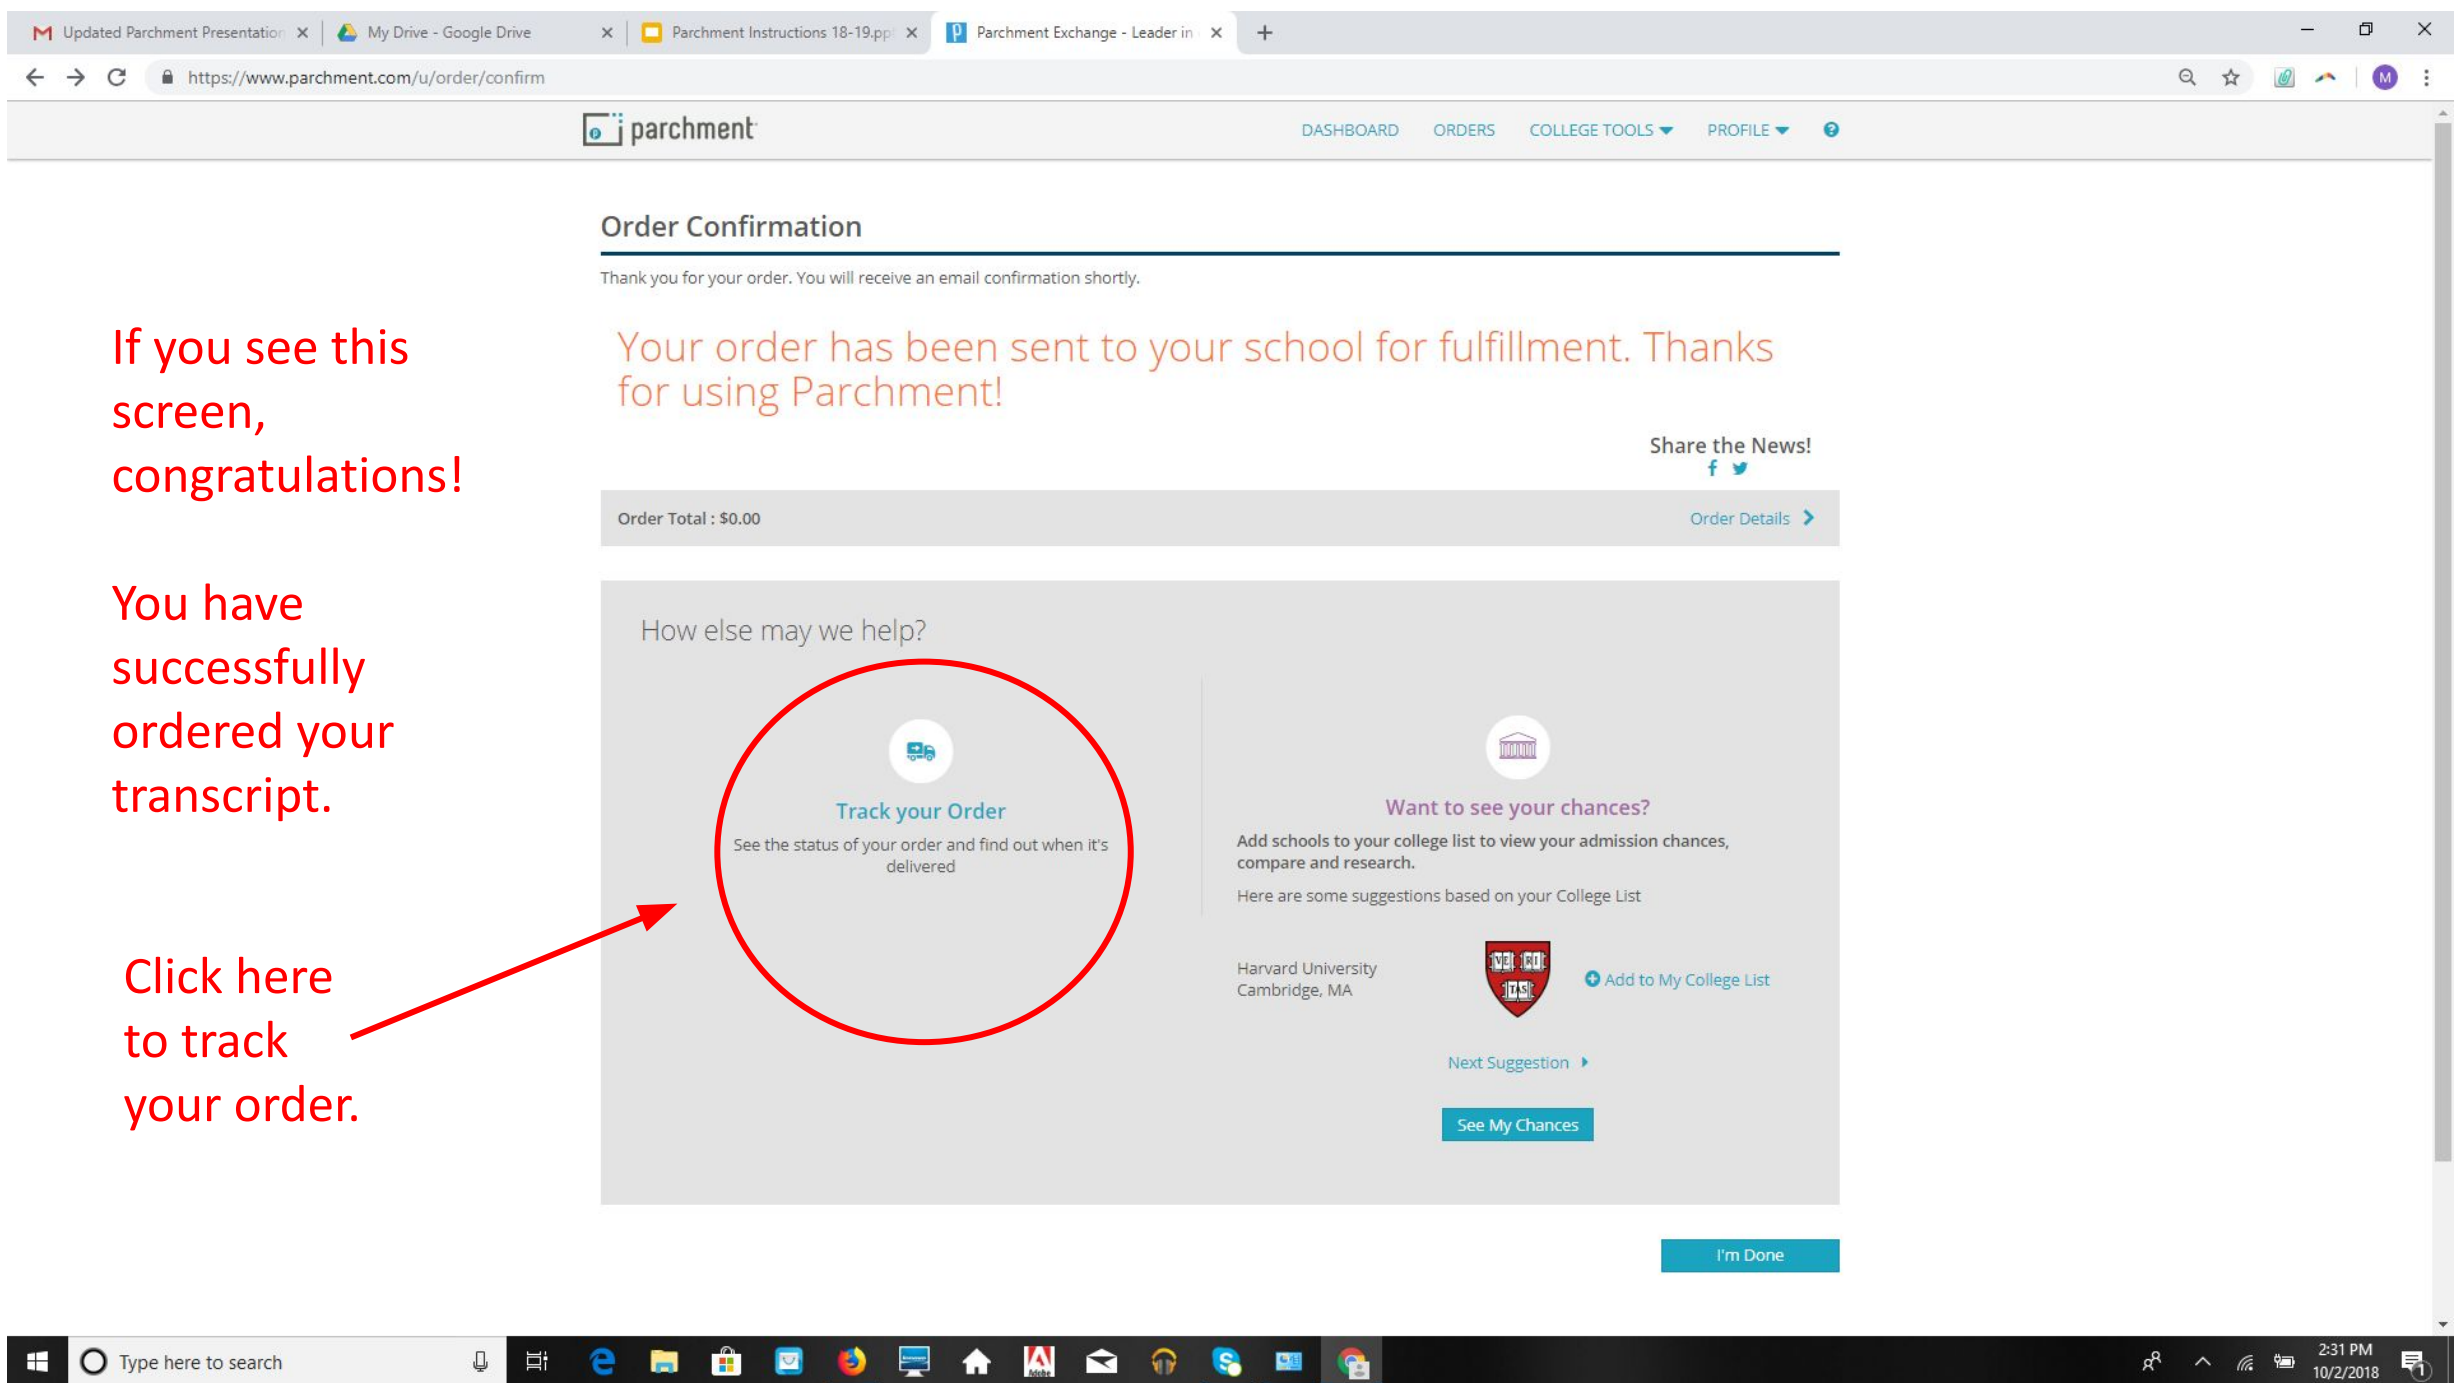 Updated Parchment Presentation
My Drive - Google Drive
Parchment Instructions 18-19.pp
Parchment Exchange - Leader in
https://www.parchment.com/u/order/confirm
M
parchment
DASHBOARD ORDERS COLLEGE TOOLS PROFILE ?
Order Confirmation
Thank you for your order. You will receive an email confirmation shortly.
Your order has been sent to your school for fulfillment. Thanks
for using Parchment!
If you see this
screen,
congratulations!
You have
successfully
ordered your
transcript.
Click here
to track
your order.
Share the News!
Order Total : $0.00
Order Details
How else may we help?
Track your Order
See the status of your order and find out when it's
delivered
Want to see your chances?
Add schools to your college list to view your admission chances,
compare and research.
Here are some suggestions based on your College List
Harvard University
Cambridge, MA
VE RI
TAS
Add to My College List
Next Suggestion
See My Chances
I'm Done
Type here to search
Adobe
2:31 PM
10/2/2018
1